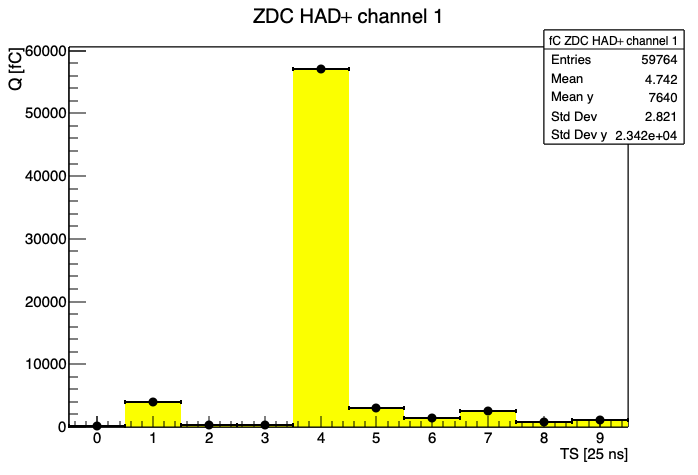 ZDC HAD+ channel 1
Q [fC]
fC ZDC HAD+ channel 1
Entries 59764
Mean 4.742
Mean y 7640
Std Dev 2.821
Std Dev y 2.342e+04
60000
50000
40000
30000
20000
10000
0
0 1 2 3 4 5 6 7 8 9
TS [25 ns]